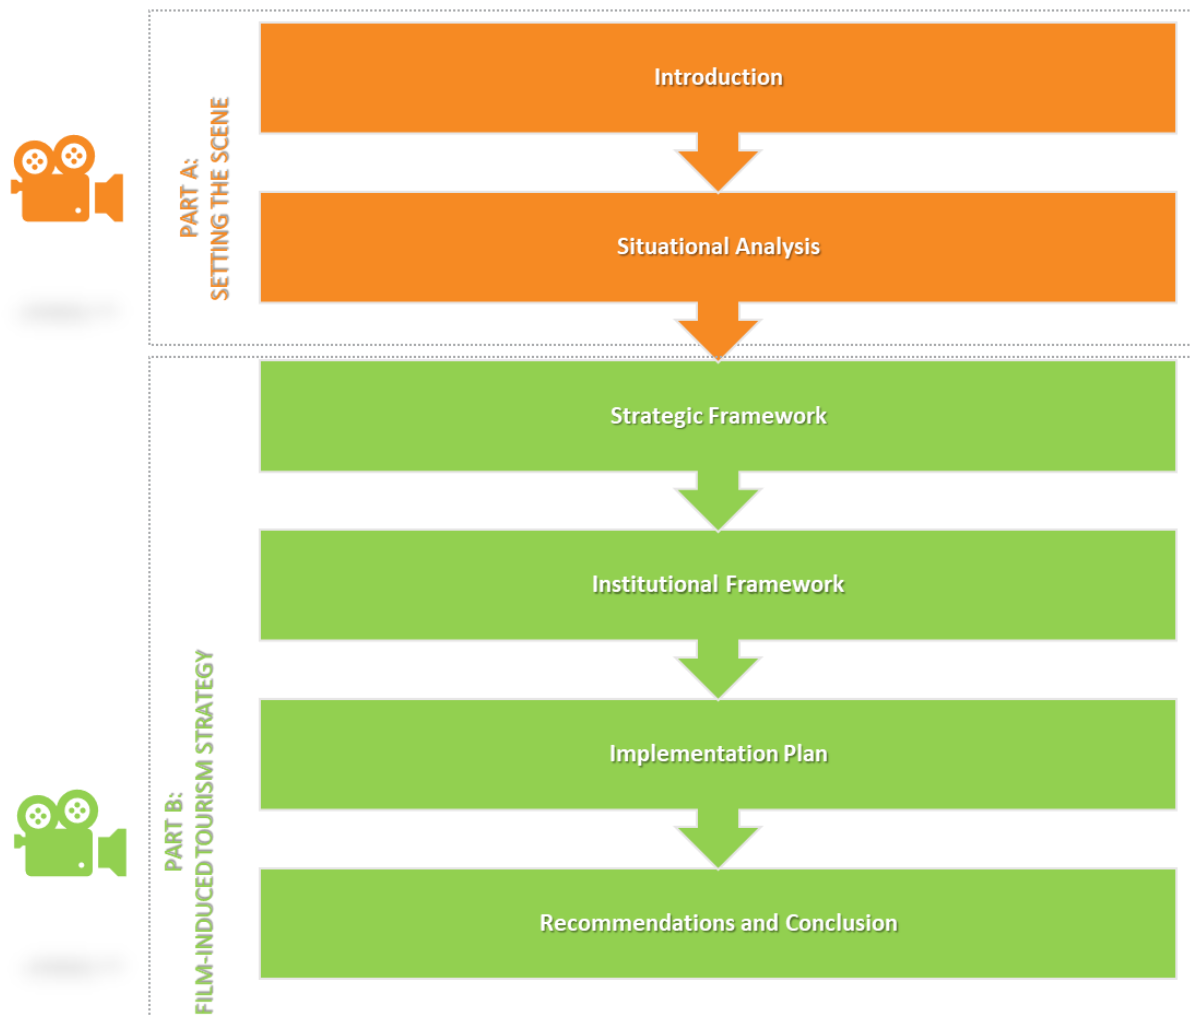 PART A:
SETTING THE SCENE
Introduction
Situational Analysis
PART B:
FILM-INDUCED TOURISM STRATEGY
Strategic Framework
Institutional Framework
Implementation Plan
Recommendations and Conclusion